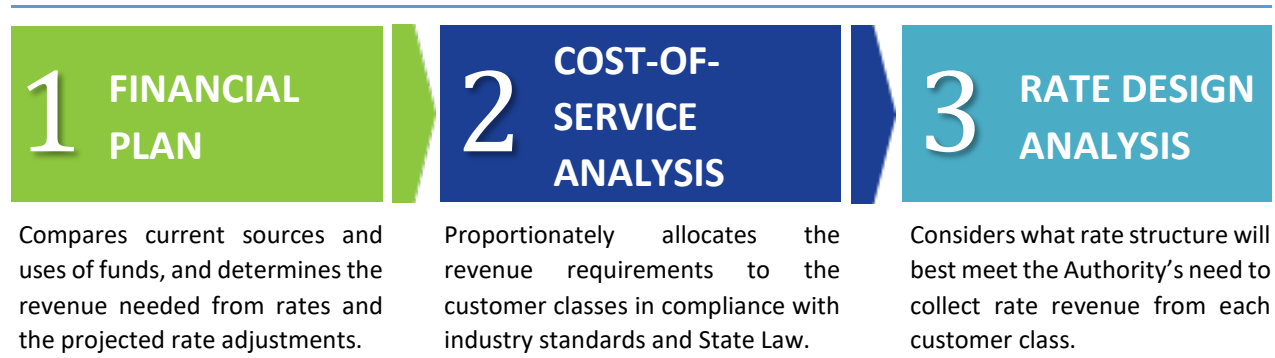 1
FINANCIAL
PLAN
Compares current sources and
uses of funds, and determines the
revenue needed from rates and
the projected rate adjustments.
2
COST-OF-
SERVICE
ANALYSIS
Proportionately allocates the
revenue requirements to the
customer classes in compliance with
industry standards and State Law.
3
RATE DESIGN
ANALYSIS
Considers what rate structure will
best meet the Authority’s need to
collect rate revenue from each
customer class.